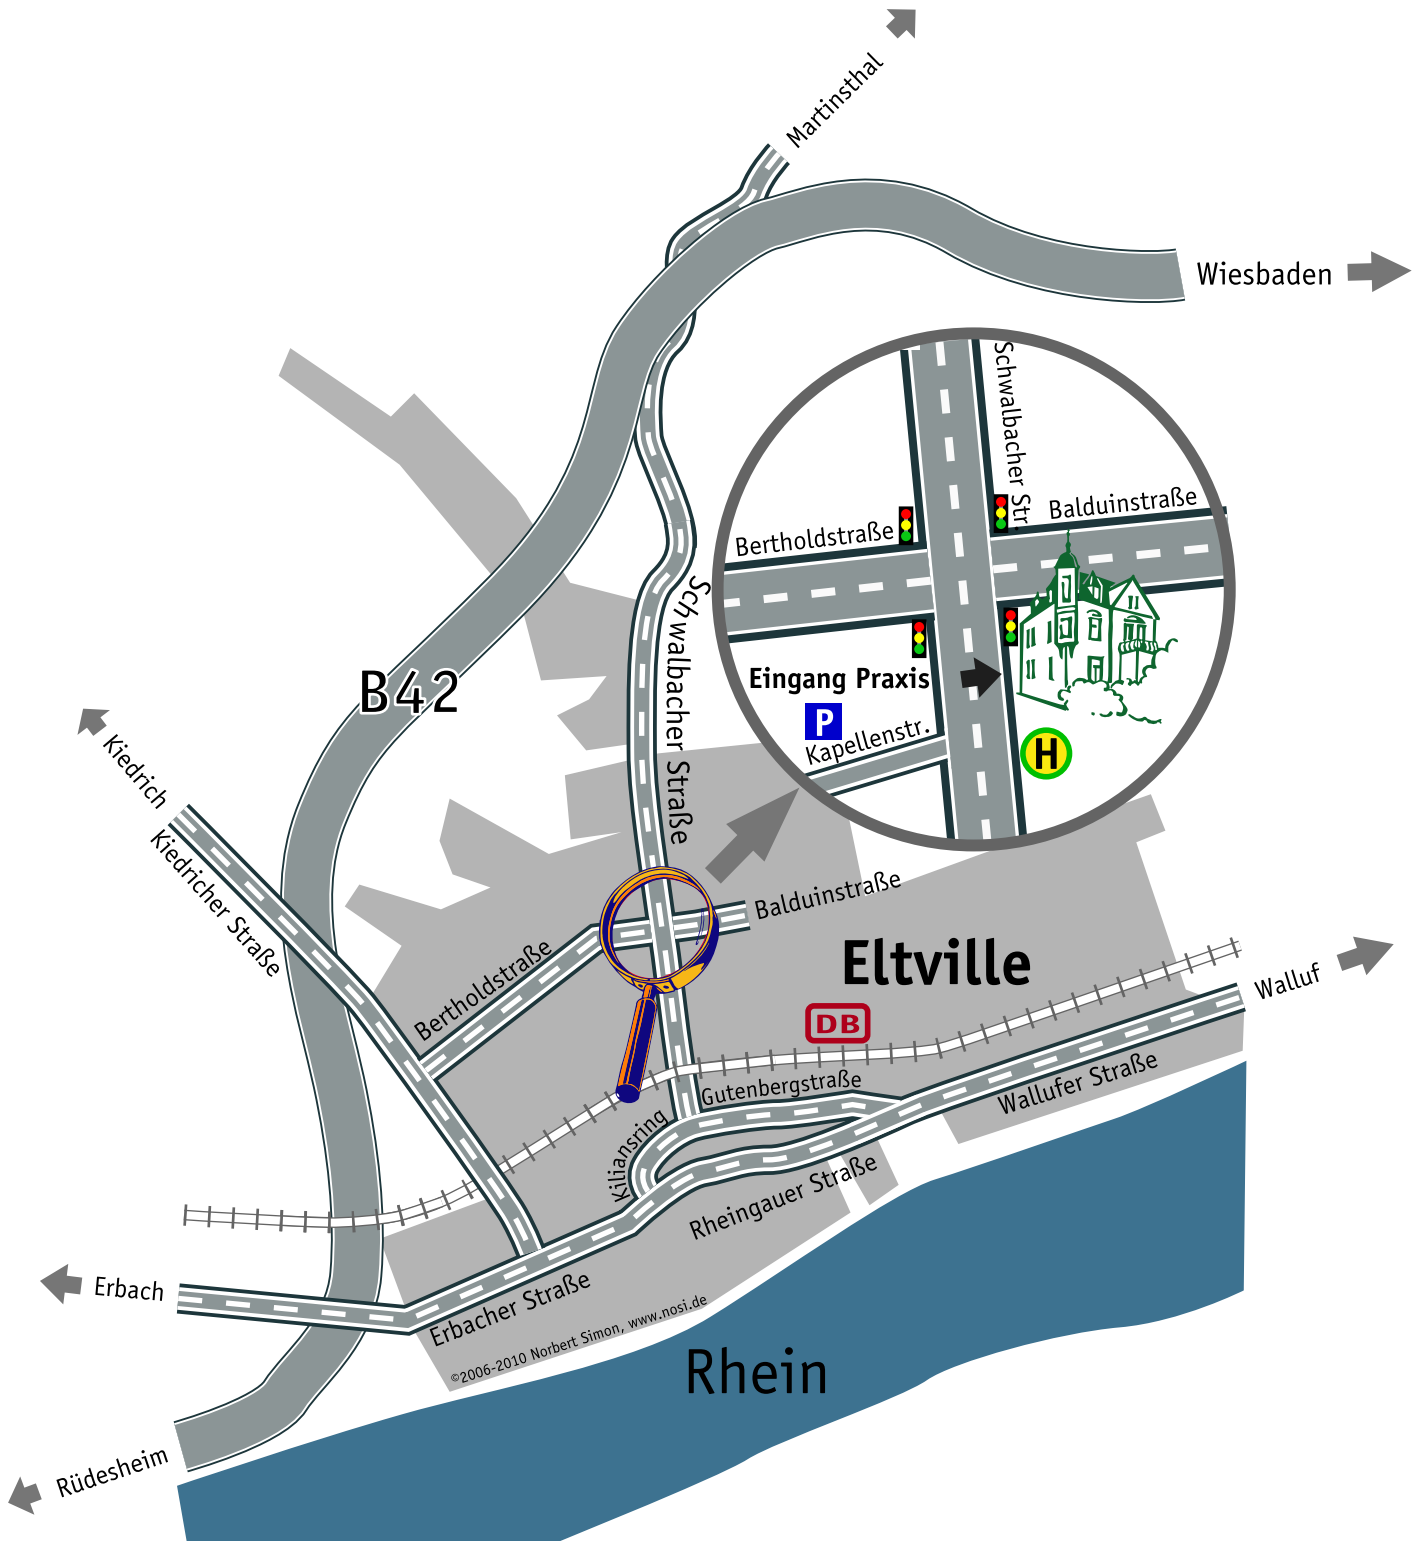 Martinsthal
Wiesbaden
Schwalbacher Str.
Balduinstraße
Bertholdstraße
Eingang Praxis
P
Kapellenstr.
H
B42
Schwalbacher Straße
Kiedrich
Kiedricher Straße
Balduinstraße
Bertholdstraße
Eltville
DB
Walluf
Gutenbergstraße
Wallufer Straße
Kiliansring
Rheingauer Straße
Erbach
Erbacher Straße
©2006-2010 Norbert Simon, www.nosi.de
Rhein
Rüdesheim